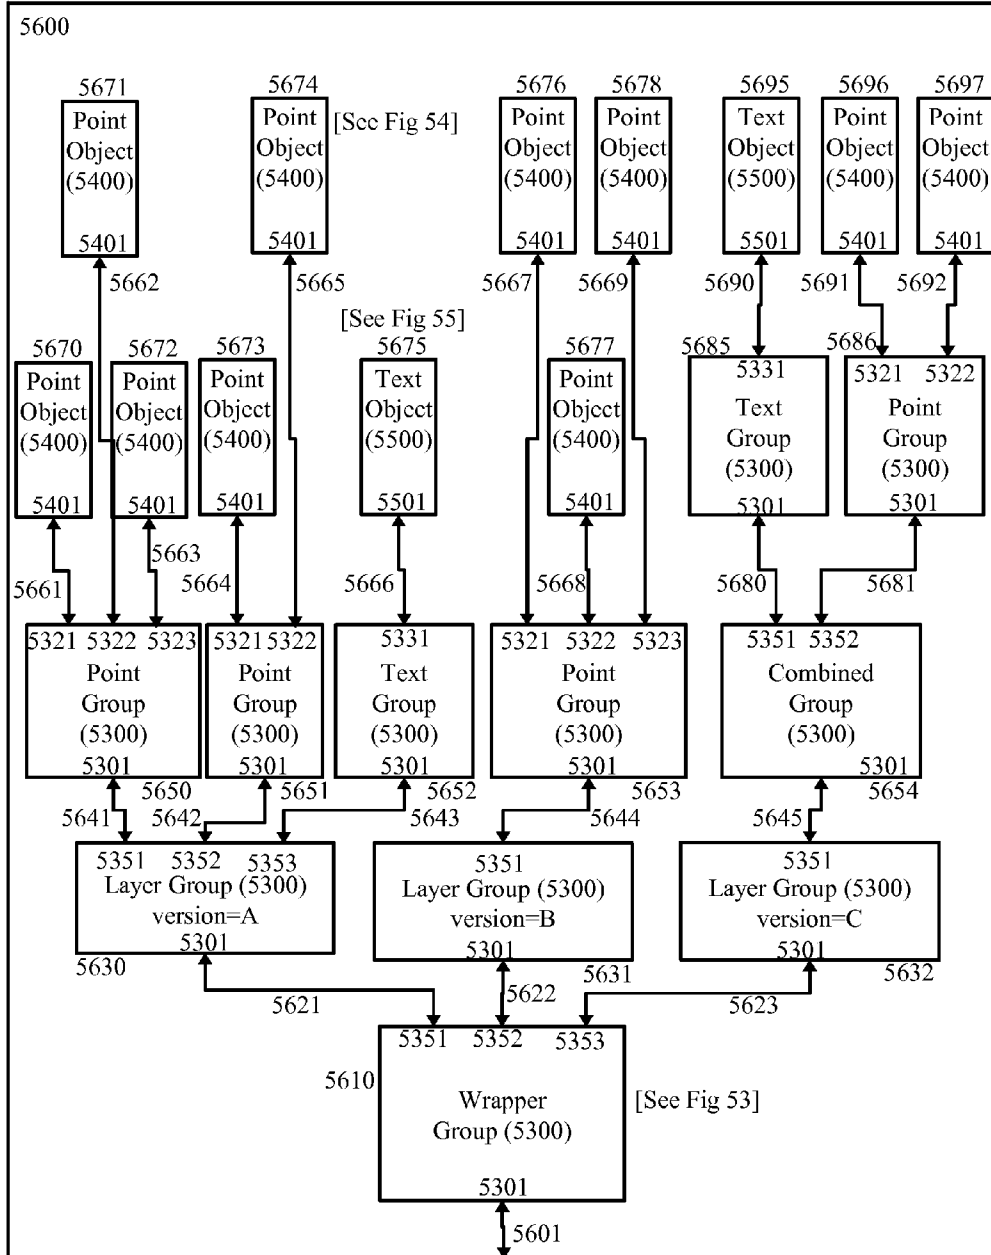 5600
5671 5674 5676 5678 5695 5696 5697
Point Point [See Fig 54] Point Point Text Point Point
Object Object Object Object Object Object Object
(5400) (5400) (5400) (5400) (5500) (5400) (5400)
5401 5401 5401 5401 5501 5401 5401
5662 5665 5667 5669 5690 5691 5692
[See Fig 55]
5670 5672 5673 5675 5677 5685 5686
Point Point Point Text Point 5331 5321 5322
Object Object Object Object Object Text Point
(5400) (5400) (5400) (5500) (5400) Group Group
(5300) (5300)
5401 5401 5401 5501 5401 5301 5301
5661 5663 5664 5666 5668 5680 5681
5321 5322 5323 5321 5322 5331 5321 5322 5323 5351 5352
Point Point Text Point Combined
Group Group Group Group Group
(5300) (5300) (5300) (5300) (5300)
5301 5301 5301 5301 5301
5650 5651 5652 5653 5654
5641 5642 5643 5644 5645
5351 5352 5353 5351 5351
Layer Group (5300) Layer Group (5300) Layer Group (5300)
version=A version=B version=C
5301 5301 5301
5630 5631 5632
5621 5622 5623
5351 5352 5353
5610
Wrapper [See Fig 53]
Group (5300)
5301
5601